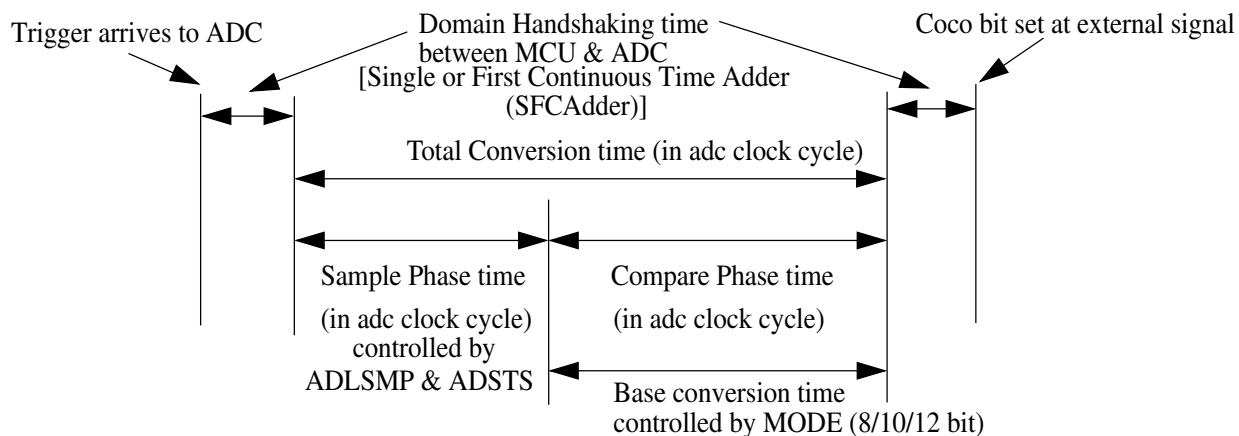 Trigger arrives to ADC
Domain Handshaking time
between MCU & ADC
[Single or First Continuous Time Adder
(SFCAdder)]
Coco bit set at external signal
Total Conversion time (in adc clock cycle)
Sample Phase time
(in adc clock cycle)
controlled by
ADLSMP & ADSTS
Compare Phase time
(in adc clock cycle)
Base conversion time
controlled by MODE (8/10/12 bit)